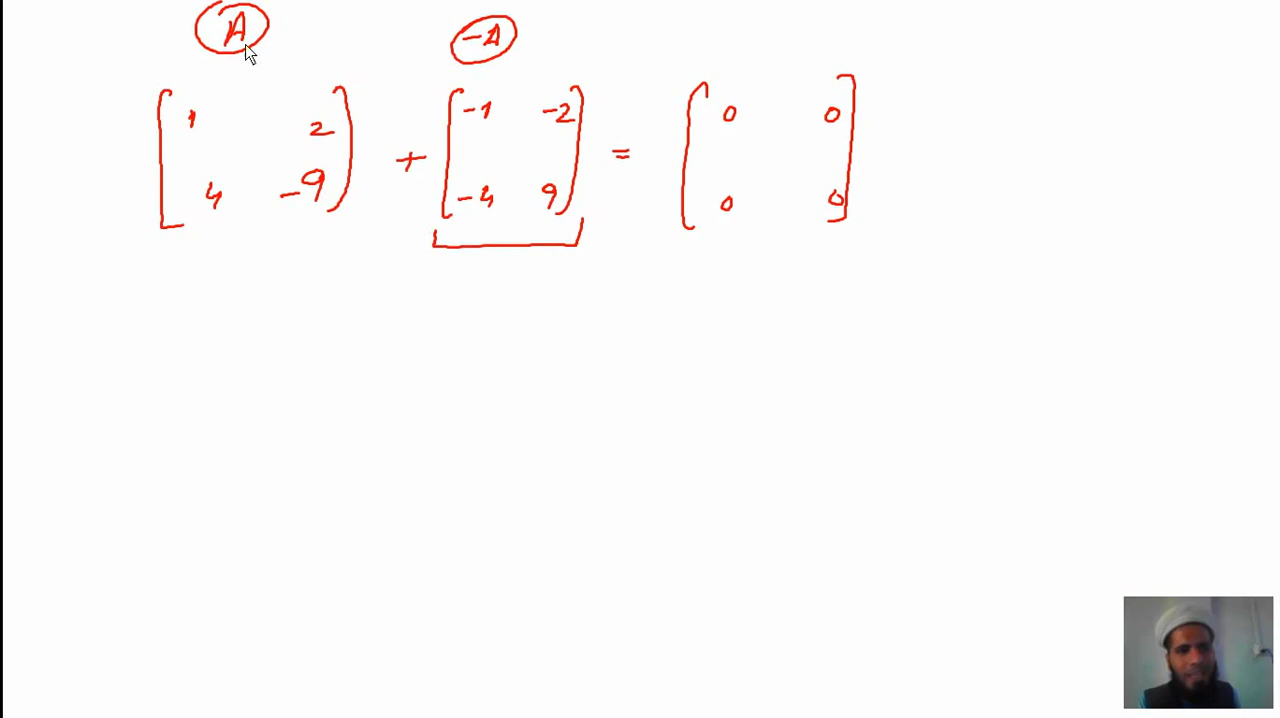 A -A
[1 2] + [-1 -2] = [0 0]
[4 -9] [-4 9] [0 0]